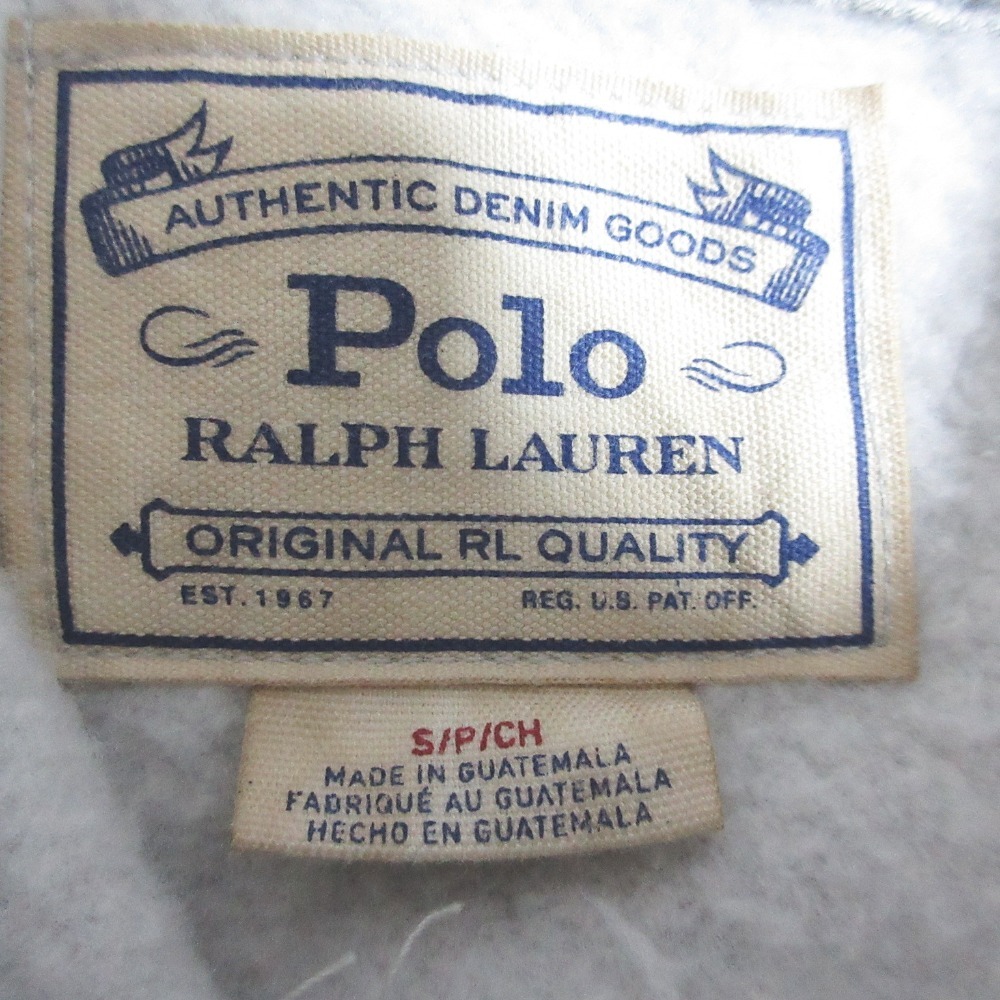 AUTHENTIC DENIM GOODS
Polo
RALPH LAUREN
ORIGINAL RL QUALITY
EST. 1967 REG. U.S. PAT. OFF.
S/P/CH
MADE IN GUATEMALA
FABRIQUÉ AU GUATEMALA
HECHO EN GUATEMALA